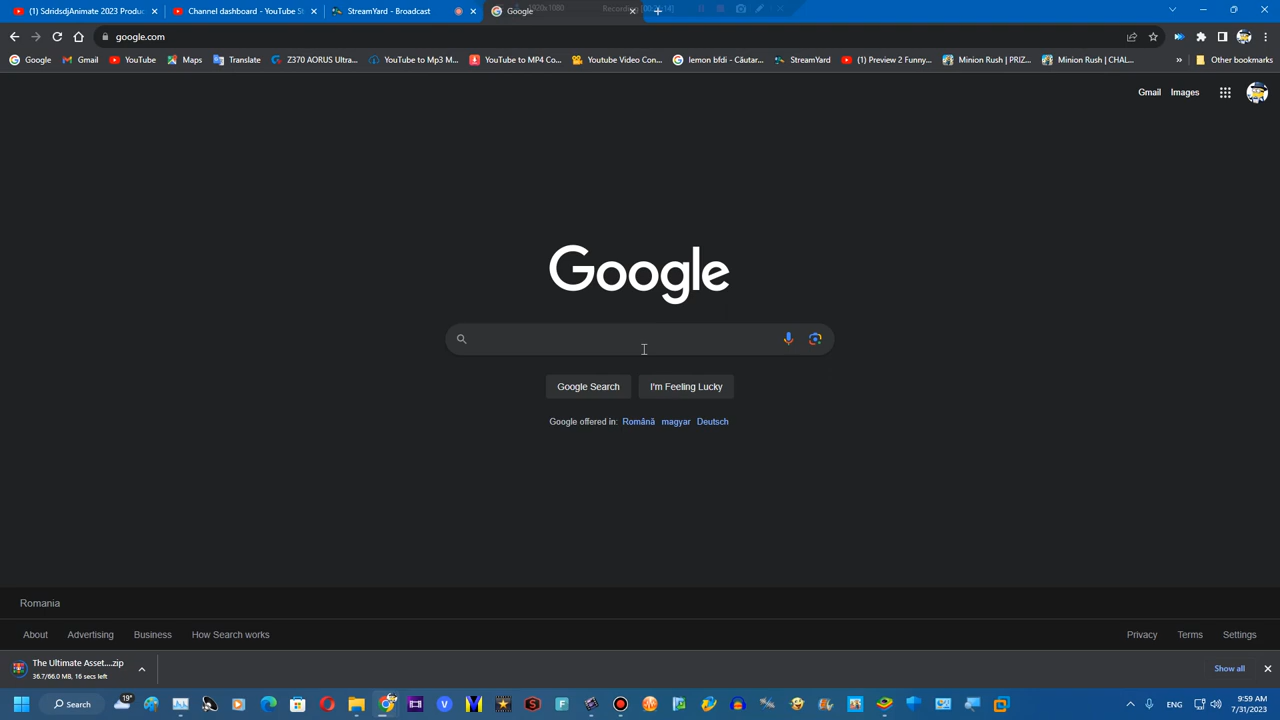 (1) SdridsdjAnimate 2023 Produc
Channel dashboard - YouTube St
StreamYard - Broadcast
Google
1920x1080
google.com
Google
Gmail
YouTube
Maps
Translate
Z370 AORUS Ultra...
YouTube to Mp3 M...
YouTube to MP4 Co...
Youtube Video Con...
lemon bfdi - Căutar...
StreamYard
(1) Preview 2 Funny...
Minion Rush | PRIZ...
Minion Rush | CHAL...
»
Other bookmarks
Gmail
Images
Google
Google Search
I'm Feeling Lucky
Google offered in: Română magyar Deutsch
Romania
About
Advertising
Business
How Search works
Privacy
Terms
Settings
The Ultimate Asset....zip
36.7/66.0 MB, 16 secs left
Show all
Search
19°
ENG
9:59 AM
7/31/2023